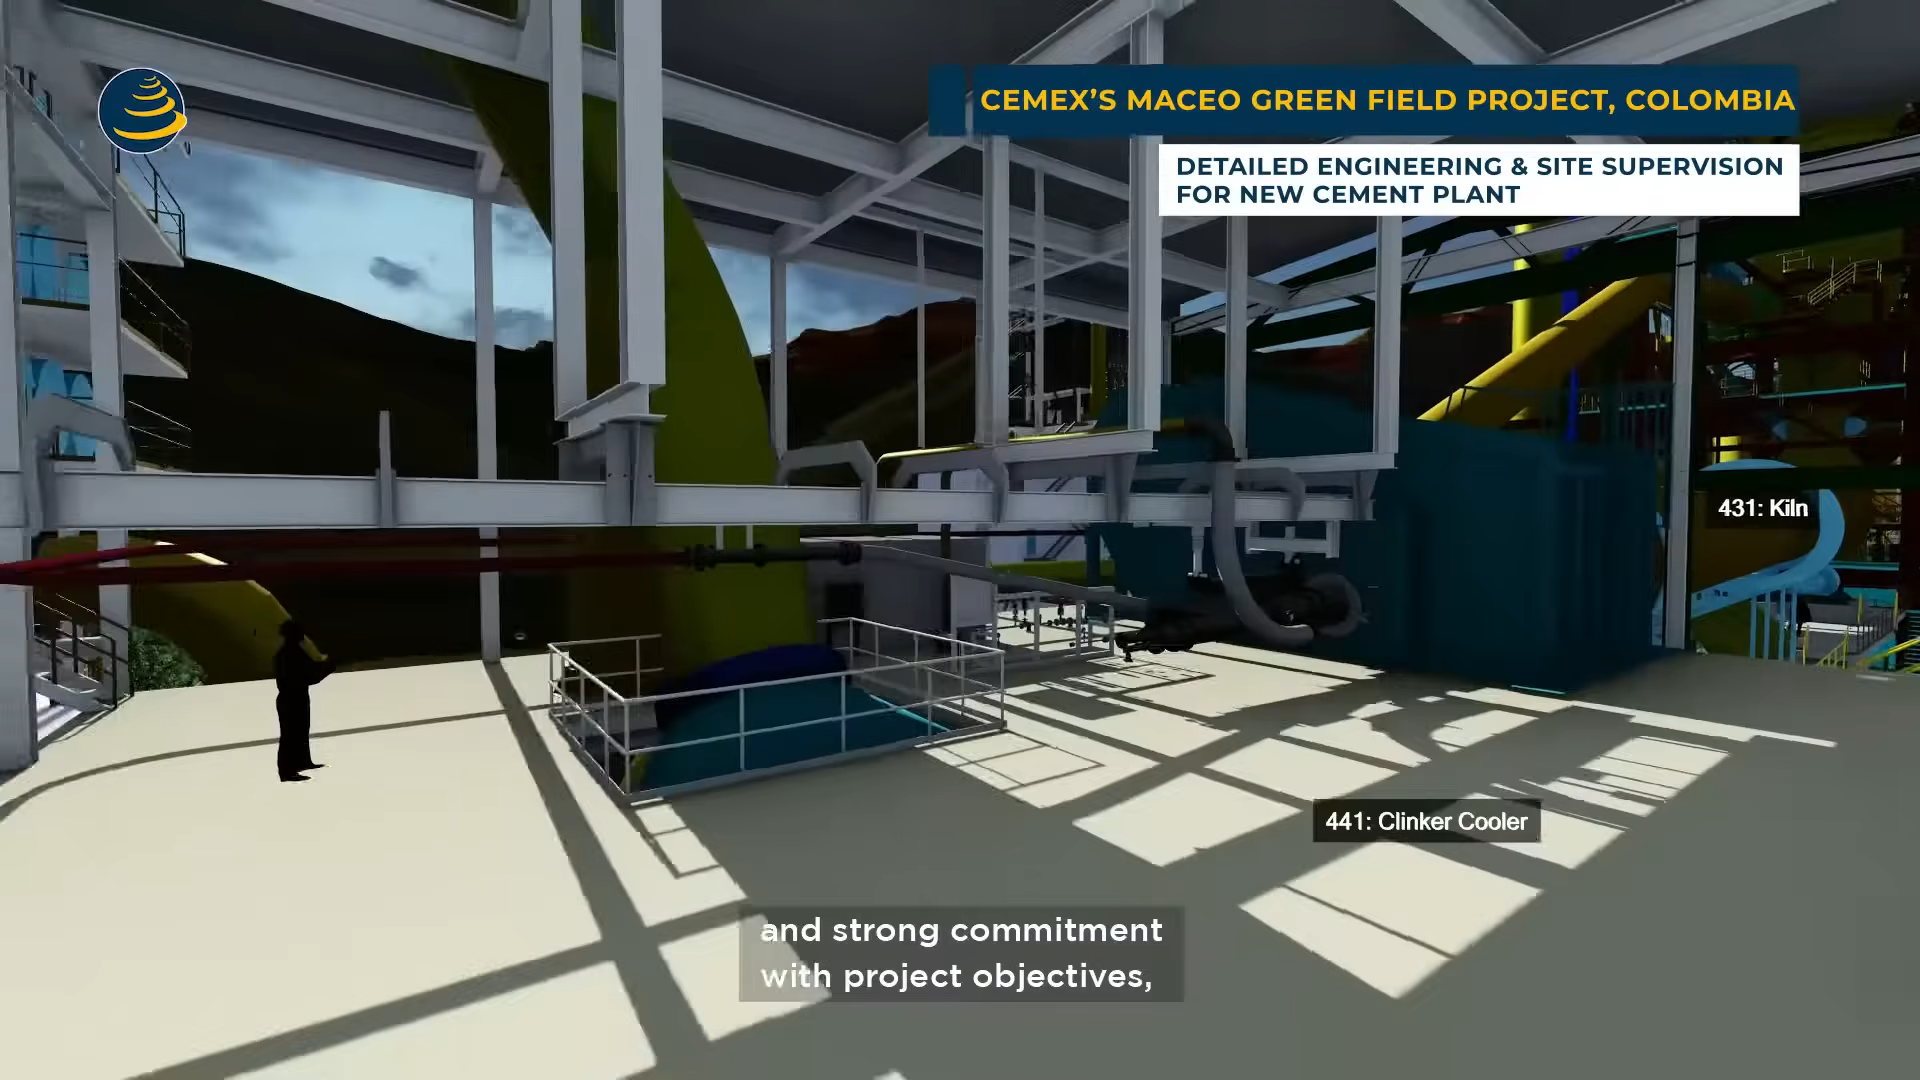 CEMEX’S MACEO GREEN FIELD PROJECT, COLOMBIA
DETAILED ENGINEERING & SITE SUPERVISION
FOR NEW CEMENT PLANT
431: Kiln
441: Clinker Cooler
and strong commitment
with project objectives,